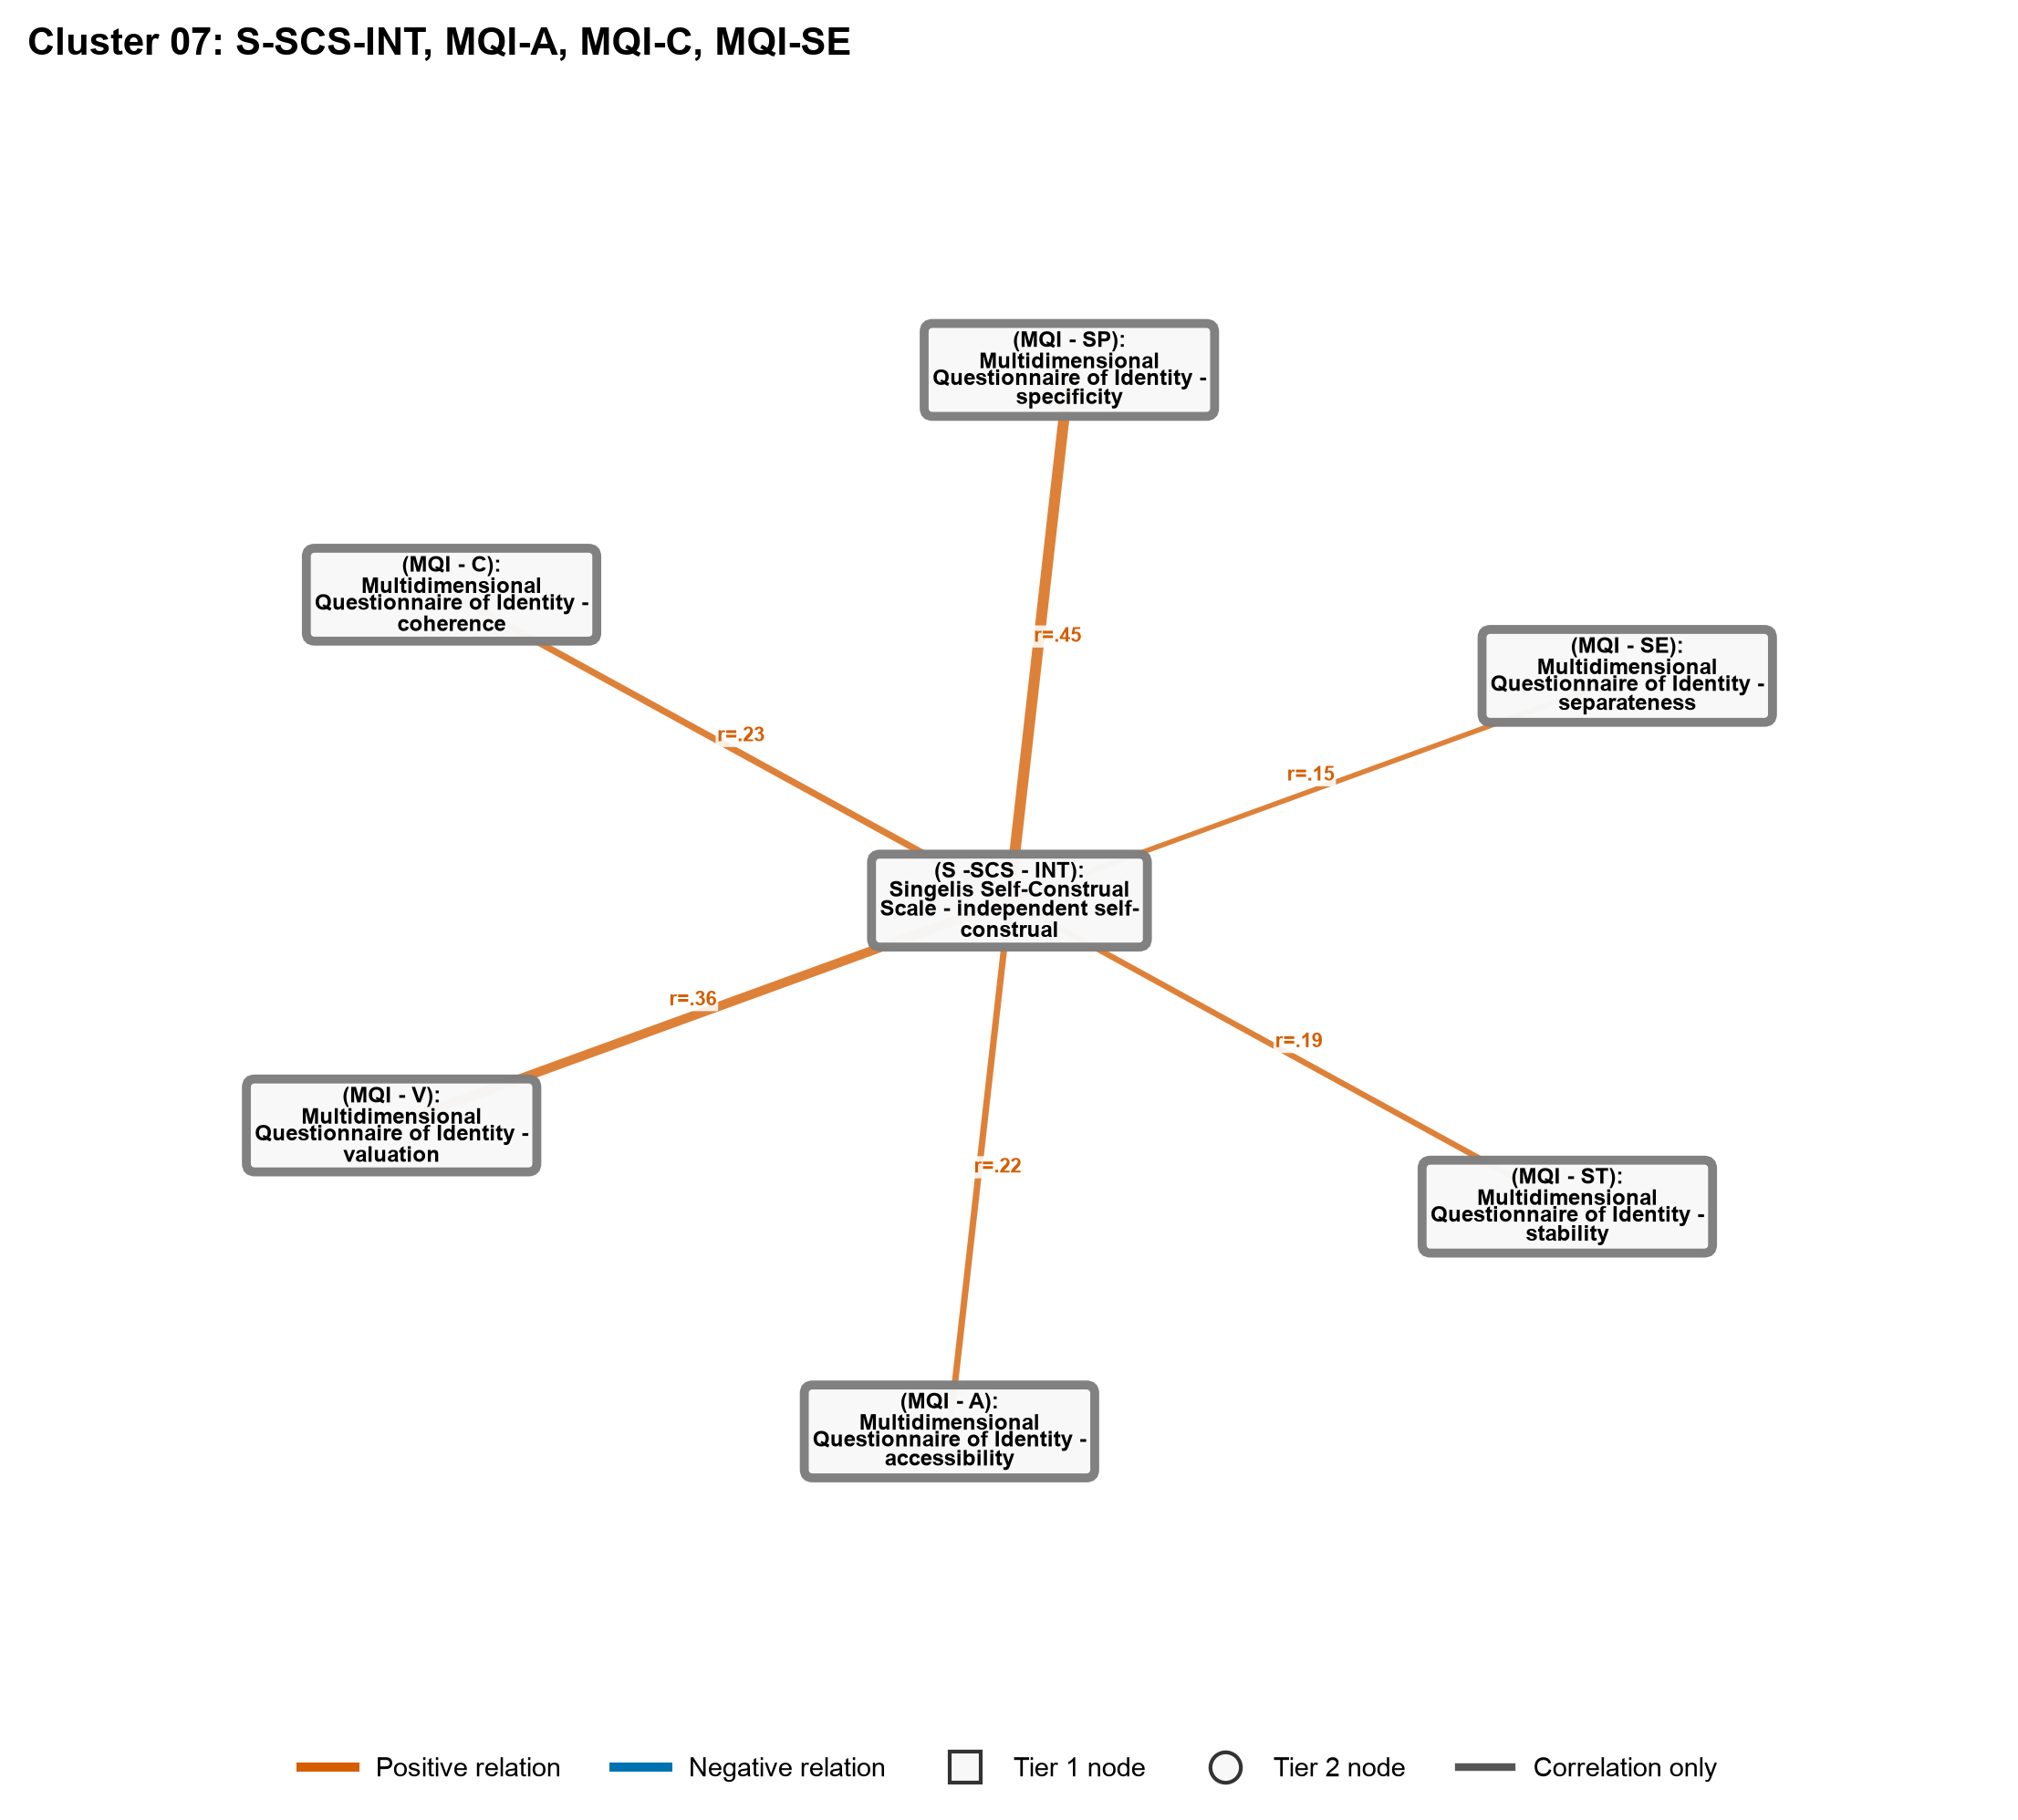 Cluster 07: S-SCS-INT, MQI-A, MQI-C, MQI-SE
(MQI - SP):
Multidimensional
Questionnaire of Identity -
specificity
(MQI - C):
Multidimensional
Questionnaire of Identity -
coherence
r=.45
(MQI - SE):
Multidimensional
Questionnaire of Identity -
separateness
r=.23
r=.15
(S -SCS - INT):
Singelis Self-Construal
Scale - independent self-
construal
r=.36
r=.19
(MQI - V):
Multidimensional
Questionnaire of Identity -
valuation
r=.22
(MQI - ST):
Multidimensional
Questionnaire of Identity -
stability
(MQI - A):
Multidimensional
Questionnaire of Identity -
accessibility
Positive relation
Negative relation
Tier 1 node
Tier 2 node
Correlation only